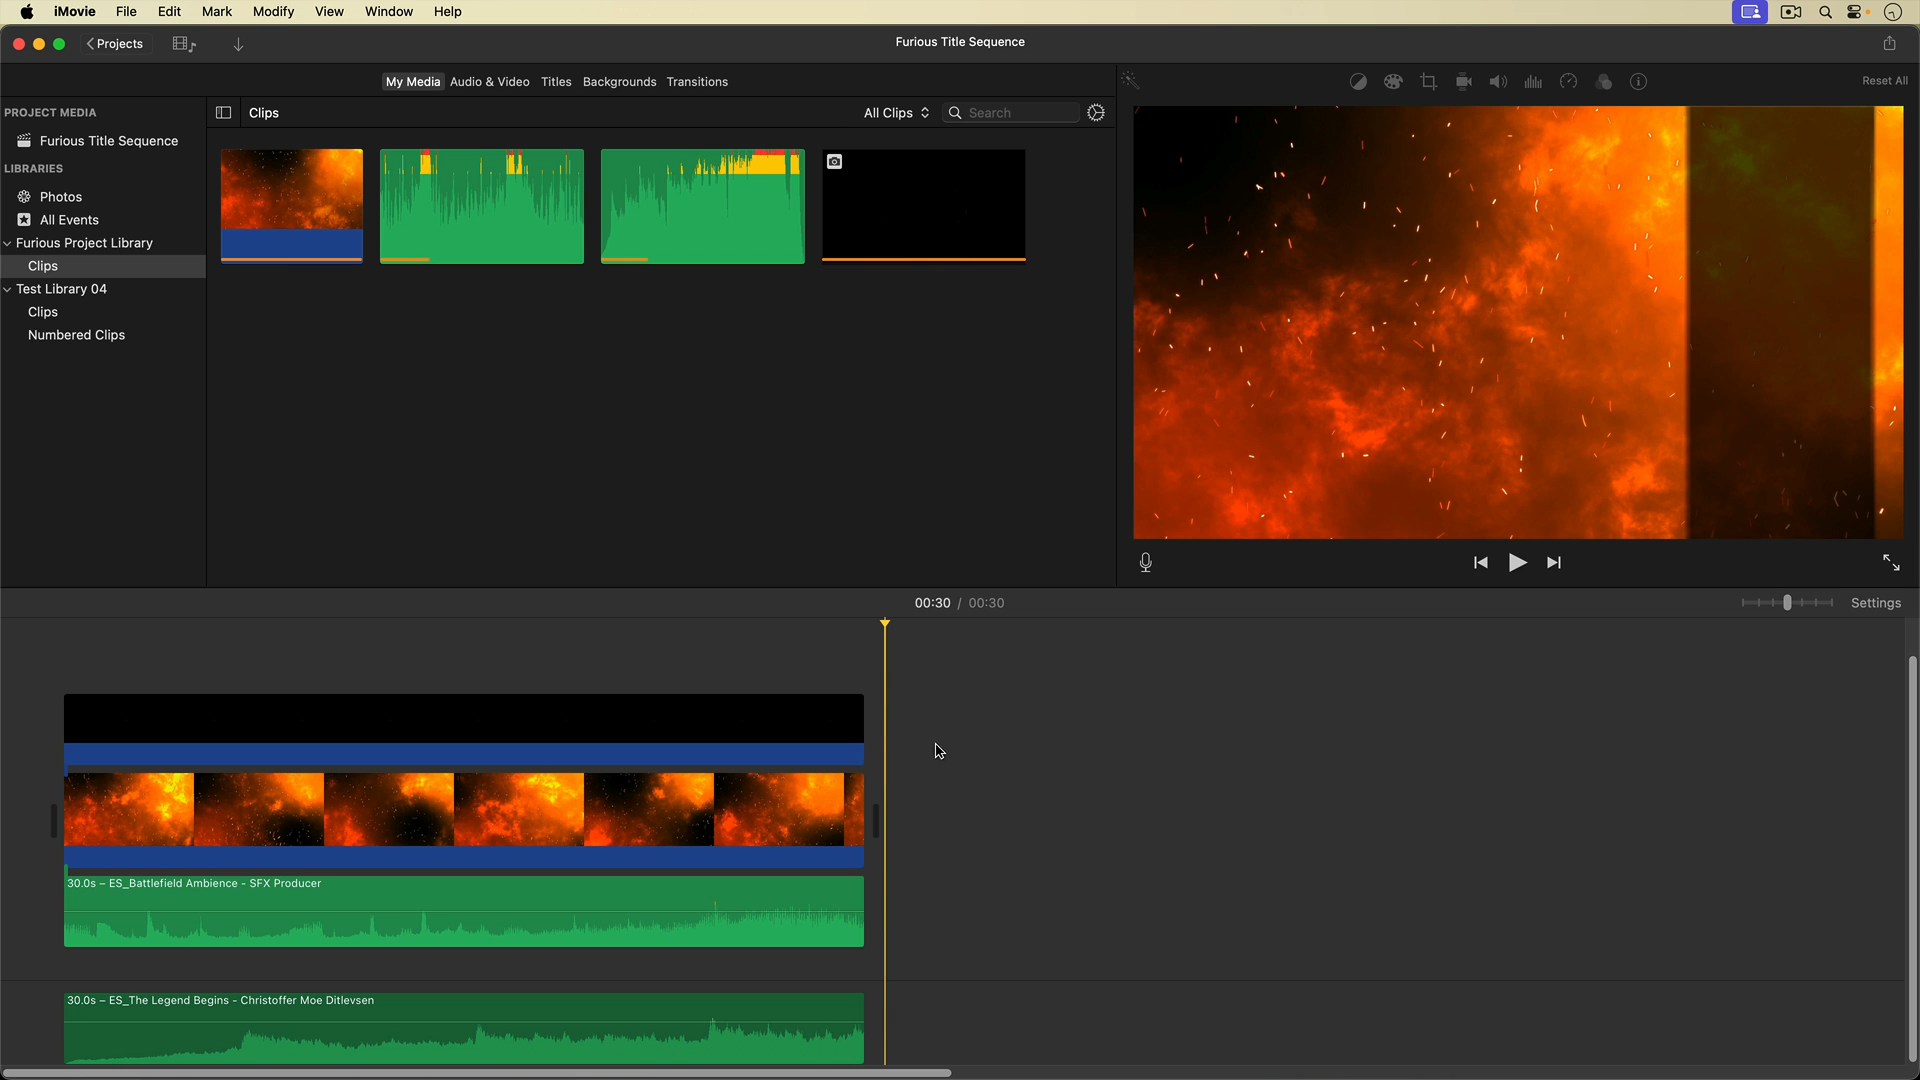 iMovie File Edit Mark Modify View Window Help
Projects
Furious Title Sequence
My Media Audio & Video Titles Backgrounds Transitions
Reset All
PROJECT MEDIA
Furious Title Sequence
LIBRARIES
Photos
All Events
Furious Project Library
Clips
Test Library 04
Clips
Numbered Clips
Clips
All Clips
Search
00:30 / 00:30
Settings
30.0s – ES_Battlefield Ambience - SFX Producer
30.0s – ES_The Legend Begins - Christoffer Moe Ditlevsen